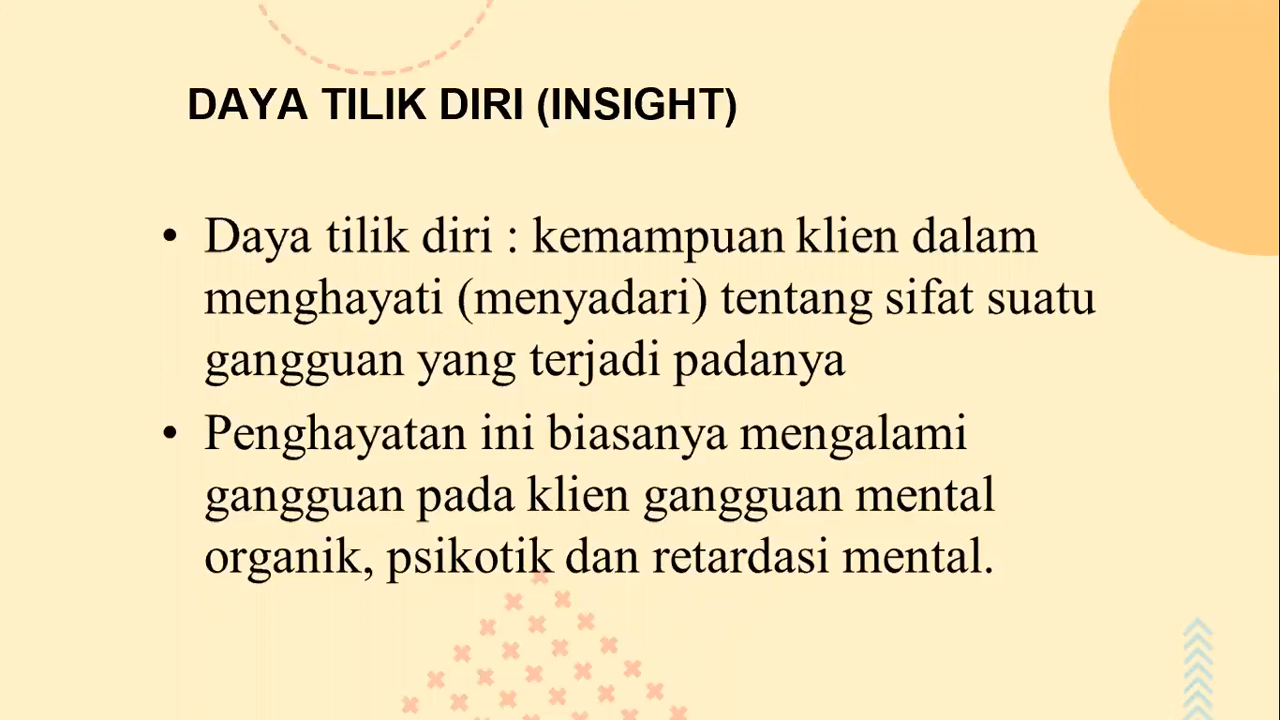 DAYA TILIK DIRI (INSIGHT)
• Daya tilik diri : kemampuan klien dalam
menghayati (menyadari) tentang sifat suatu
gangguan yang terjadi padanya
• Penghayatan ini biasanya mengalami
gangguan pada klien gangguan mental
organik, psikotik dan retardasi mental.